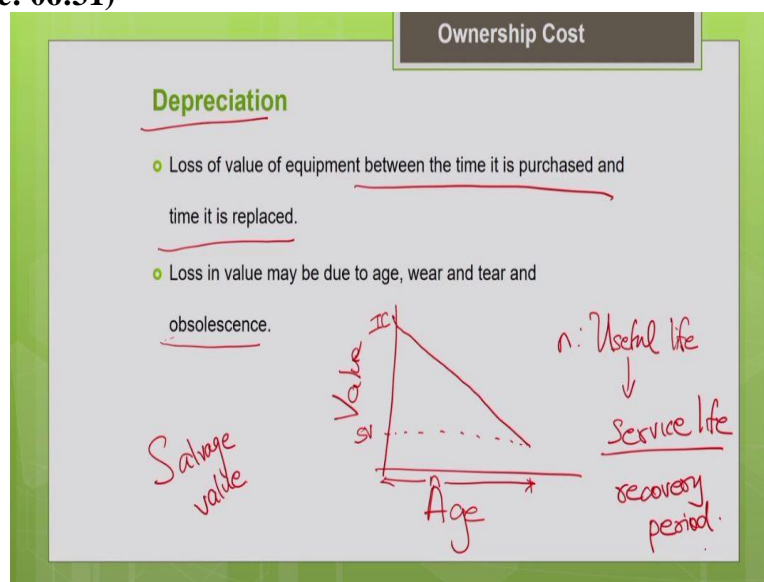 c: 06:31)
Ownership Cost
Depreciation
Loss of value of equipment between the time it is purchased and
time it is replaced.
Loss in value may be due to age, wear and tear and
obsolescence.
IC
Value
SV
n
Age
Salvage
value
n: Useful life
Service life
recovery
period.